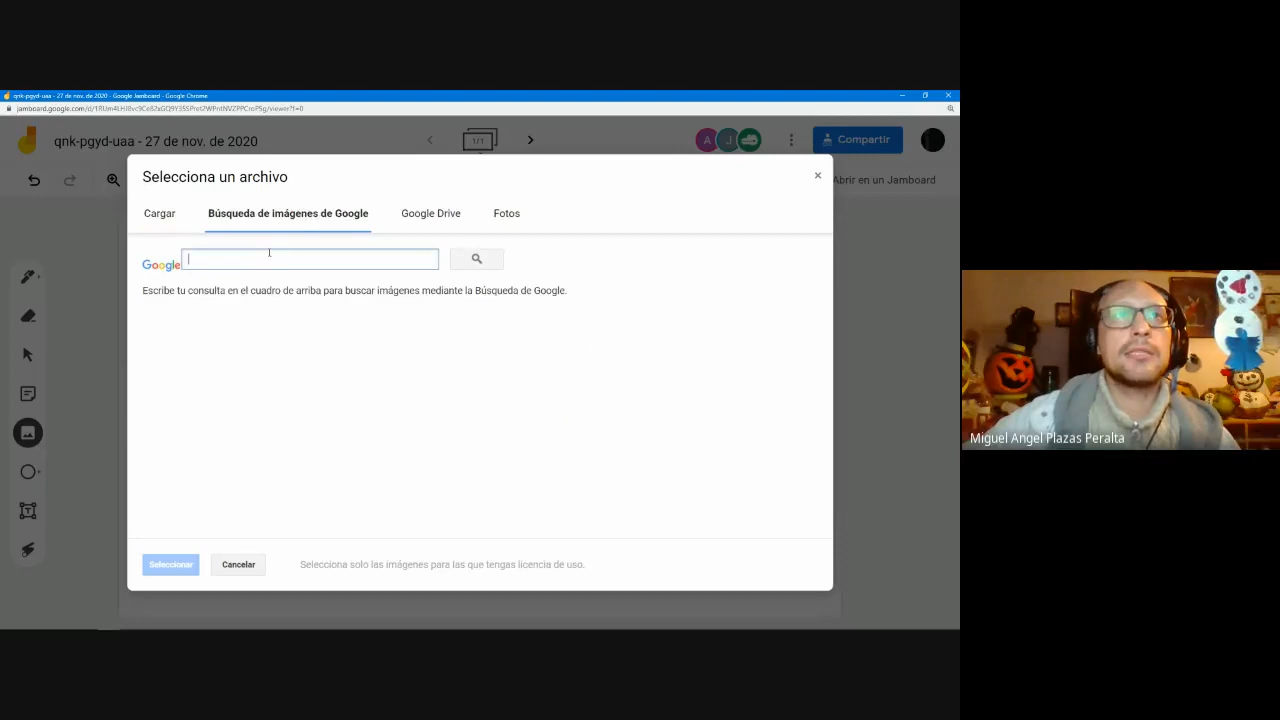 qnk-pgyd-uaa - 27 de nov. de 2020 - Google Jamboard - Google Chrome
qnk-pgyd-uaa - 27 de nov. de 2020
1/1
A J
Compartir
Abrir en un Jamboard
Selecciona un archivo
Cargar Búsqueda de imágenes de Google Google Drive Fotos
Google
Escribe tu consulta en el cuadro de arriba para buscar imágenes mediante la Búsqueda de Google.
Seleccionar Cancelar Selecciona solo las imágenes para las que tengas licencia de uso.
Miguel Angel Plazas Peralta